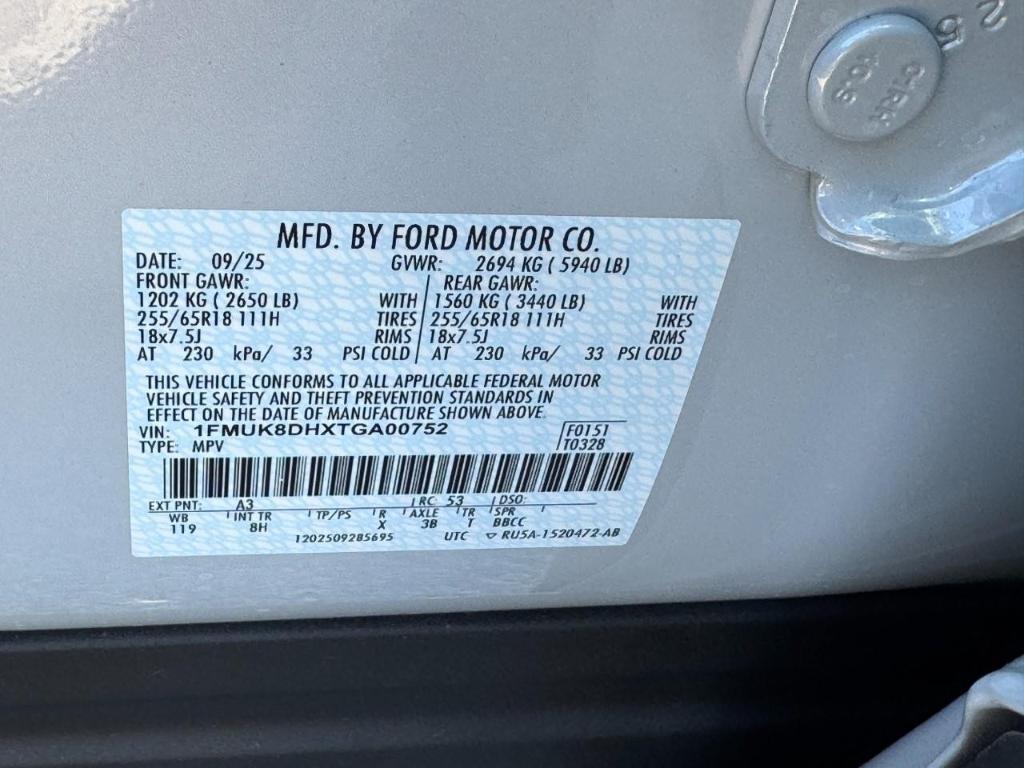 2 5
CTRH
10.8
MFD. BY FORD MOTOR CO.
DATE: 09/25 GVWR: 2694 KG ( 5940 LB)
FRONT GAWR: REAR GAWR:
1202 KG ( 2650 LB) WITH 1560 KG ( 3440 LB) WITH
255/65R18 111H TIRES 255/65R18 111H TIRES
18x7.5J RIMS 18x7.5J RIMS
AT 230 kPa/ 33 PSI COLD AT 230 kPa/ 33 PSI COLD
THIS VEHICLE CONFORMS TO ALL APPLICABLE FEDERAL MOTOR
VEHICLE SAFETY AND THEFT PREVENTION STANDARDS IN
EFFECT ON THE DATE OF MANUFACTURE SHOWN ABOVE.
VIN: 1FMUK8DHXTGA00752 F0151
TYPE: MPV T0328
EXT PNT: A3 RC: 53 DSO:
WB INT TR TP/PS R AXLE TR SPR
119 8H X 3B T BBCC
1202509285695 UTC ▽ RU5A-1520472-AB